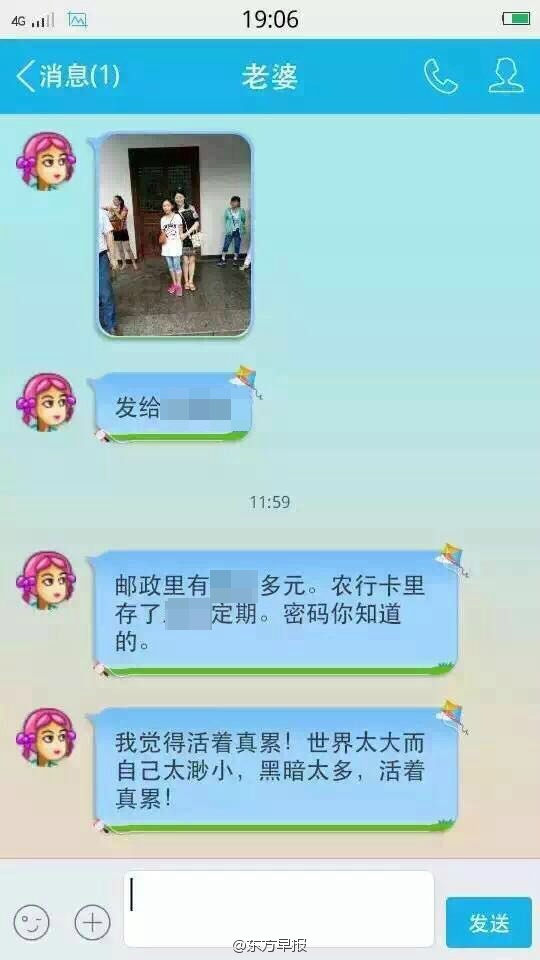 4G
19:06
消息(1)
老婆
发给
11:59
邮政里有 多元。农行卡里
存了 定期。密码你知道
的。
我觉得活着真累！世界太大而
自己太渺小，黑暗太多，活着
真累！
发送
@东方早报